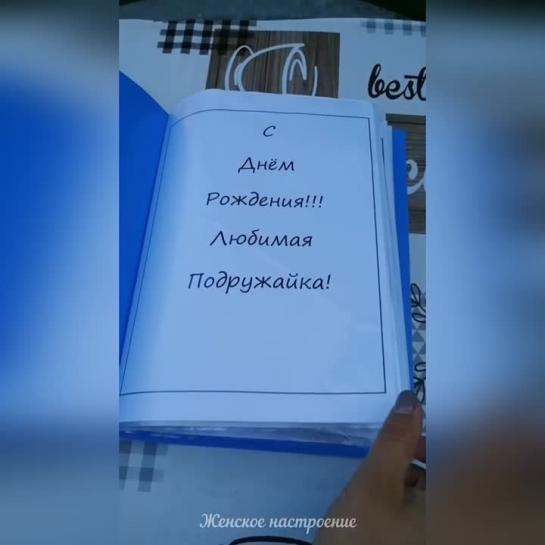 best
С
Днём
Рождения!!!
Любимая
Подружайка!
Женское настроение